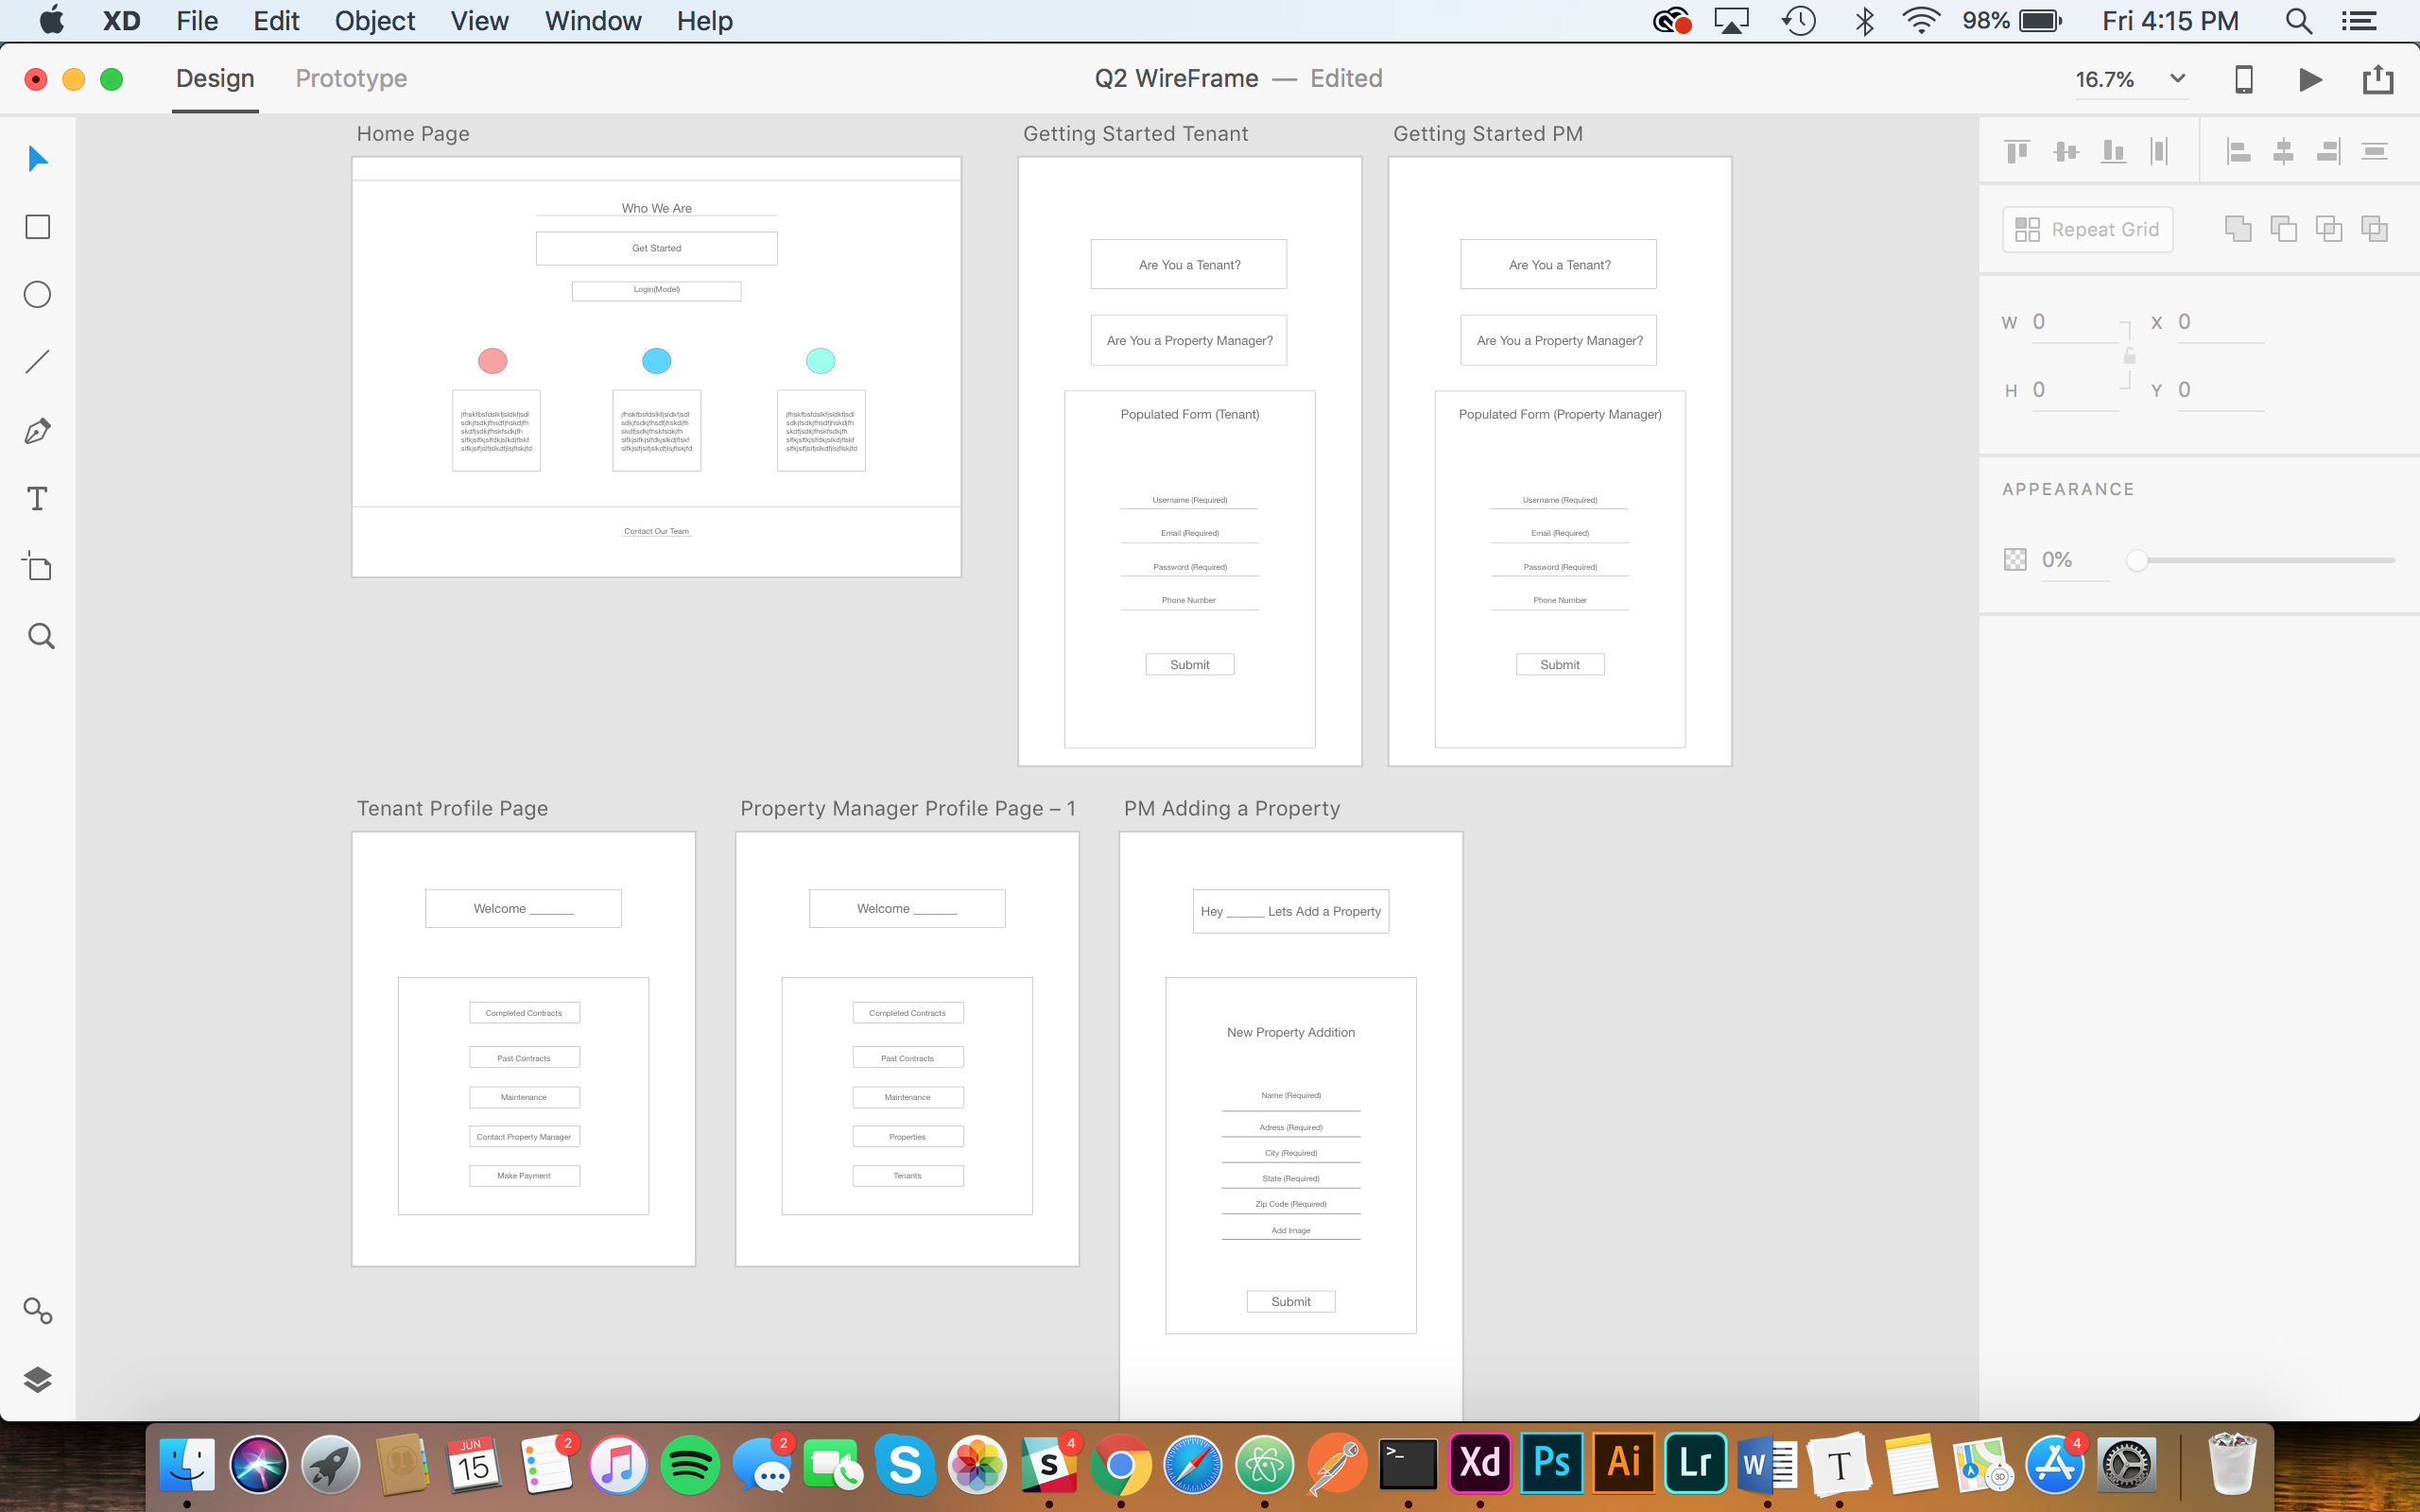 XD File Edit Object View Window Help 98% Fri 4:15 PM
Design Prototype Q2 WireFrame — Edited 16.7%
Home Page
Who We Are
Get Started
Login(Model)
jfhskfbsfdslkfjsldkfjsdl
sdkjfsdkjfhsdfjhskdjfh
skdfjsdkjfhskfsdkjfh
slfkjslfkjslfdkjslkdjflskf
slfkjslfjslfjslkdfjlsjflskjfd
jfhskfbsfdslkfjsldkfjsdl
sdkjfsdkjfhsdfjhskdjfh
skdfjsdkjfhskfsdkjfh
slfkjslfkjslfdkjslkdjflskf
slfkjslfjslfjslkdfjlsjflskjfd
jfhskfbsfdslkfjsldkfjsdl
sdkjfsdkjfhsdfjhskdjfh
skdfjsdkjfhskfsdkjfh
slfkjslfkjslfdkjslkdjflskf
slfkjslfjslfjslkdfjlsjflskjfd
Contact Our Team
Getting Started Tenant
Are You a Tenant?
Are You a Property Manager?
Populated Form (Tenant)
Username (Required)
Email (Required)
Password (Required)
Phone Number
Submit
Getting Started PM
Are You a Tenant?
Are You a Property Manager?
Populated Form (Property Manager)
Username (Required)
Email (Required)
Password (Required)
Phone Number
Submit
Tenant Profile Page
Welcome ______
Completed Contracts
Past Contracts
Maintenance
Contact Property Manager
Make Payment
Property Manager Profile Page – 1
Welcome ______
Completed Contracts
Past Contracts
Maintenance
Properties
Tenants
PM Adding a Property
Hey _____ Lets Add a Property
New Property Addition
Name (Required)
Adress (Required)
City (Required)
State (Required)
Zip Code (Required)
Add Image
Submit
Repeat Grid
W 0 X 0
H 0 Y 0
APPEARANCE
0%
JUN
15
2
2
S
S
4
>_
Xd
Ps
Ai
Lr
W
T
3D
4